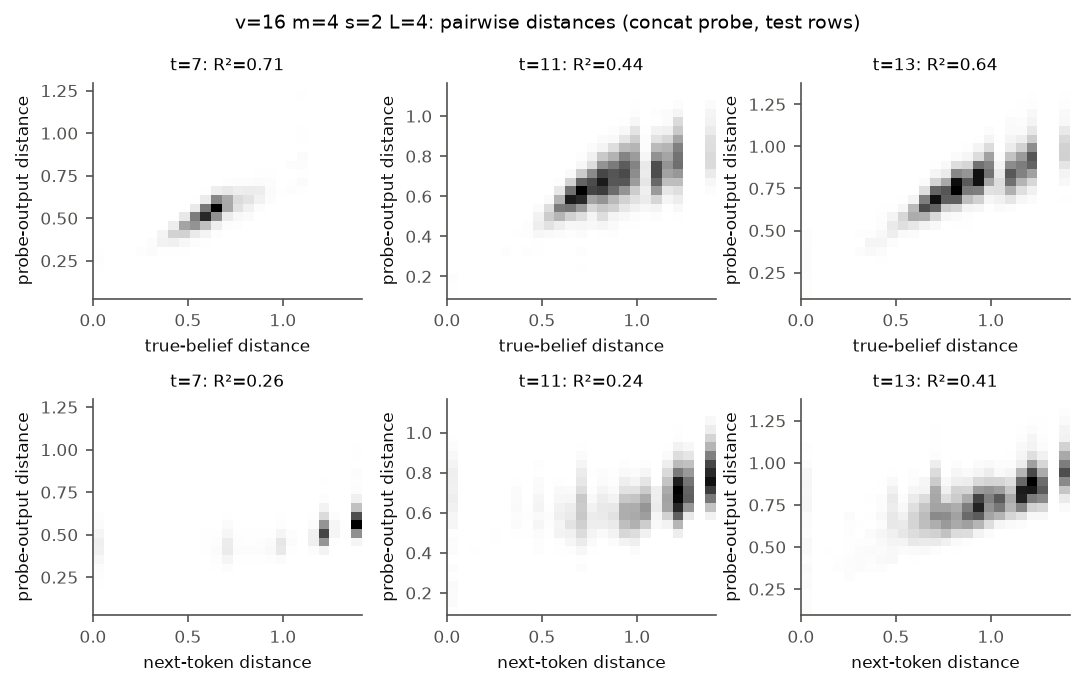 v=16 m=4 s=2 L=4: pairwise distances (concat probe, test rows)
t=7: R²=0.71
t=11: R²=0.44
t=13: R²=0.64
probe-output distance
1.25
1.00
0.75
0.50
0.25
0.0
0.5
1.0
true-belief distance
probe-output distance
1.0
0.8
0.6
0.4
0.2
0.0
0.5
1.0
true-belief distance
probe-output distance
1.25
1.00
0.75
0.50
0.25
0.0
0.5
1.0
true-belief distance
t=7: R²=0.26
t=11: R²=0.24
t=13: R²=0.41
probe-output distance
1.25
1.00
0.75
0.50
0.25
0.0
0.5
1.0
next-token distance
probe-output distance
1.0
0.8
0.6
0.4
0.2
0.0
0.5
1.0
next-token distance
probe-output distance
1.25
1.00
0.75
0.50
0.25
0.0
0.5
1.0
next-token distance